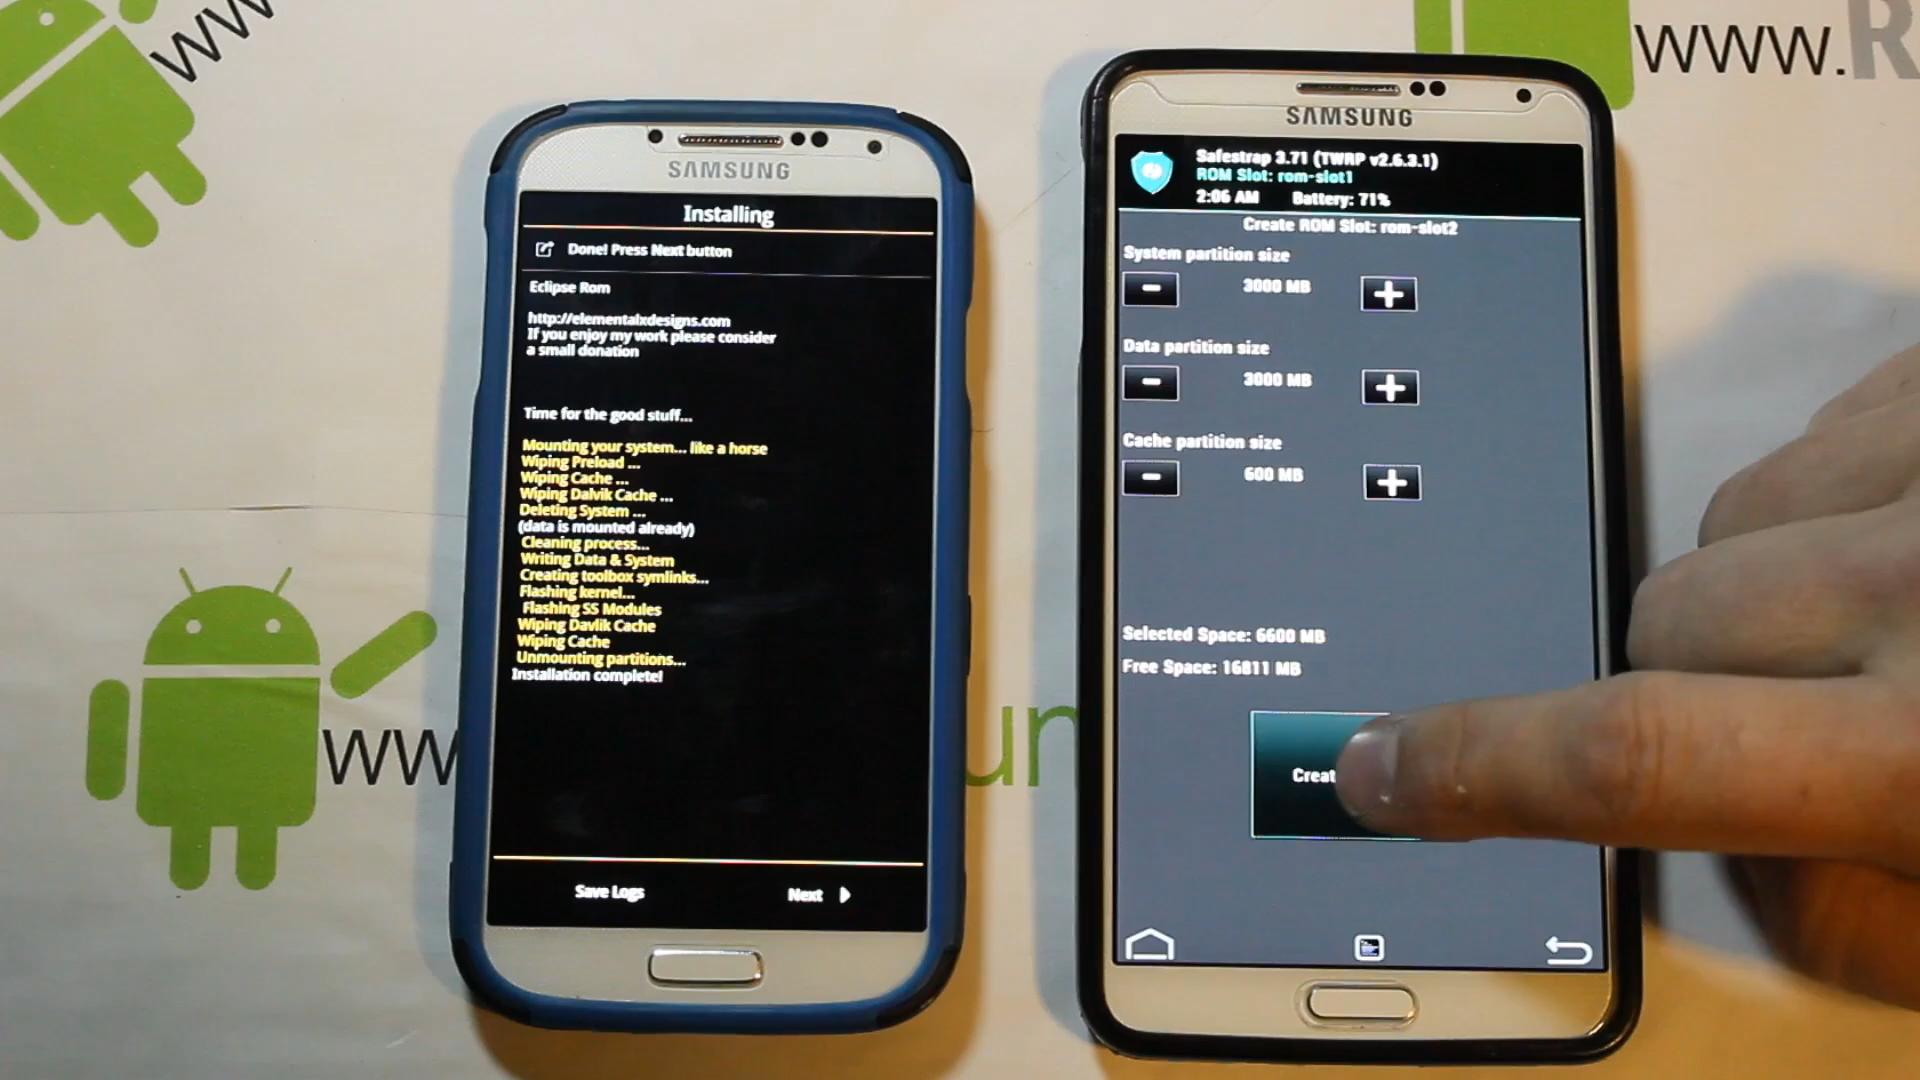 www.R
SAMSUNG
Installing
Done! Press Next button
Eclipse Rom
http://elementalxdesigns.com
If you enjoy my work please consider
a small donation
Time for the good stuff...
Mounting your system... like a horse
Wiping Preload ...
Wiping Cache ...
Wiping Dalvik Cache ...
Deleting System ...
(data is mounted already)
Cleaning process...
Writing Data & System
Creating toolbox symlinks...
Flashing kernel...
Flashing SS Modules
Wiping Davlik Cache
Wiping Cache
Unmounting partitions...
Installation complete!
Save Logs
Next
SAMSUNG
Safestrap 3.71 (TWRP v2.6.3.1)
ROM Slot: rom-slot1
2:06 AM Battery: 71%
Create ROM Slot: rom-slot2
System partition size
- 3000 MB +
Data partition size
- 3000 MB +
Cache partition size
- 600 MB +
Selected Space: 6600 MB
Free Space: 16811 MB
Creat